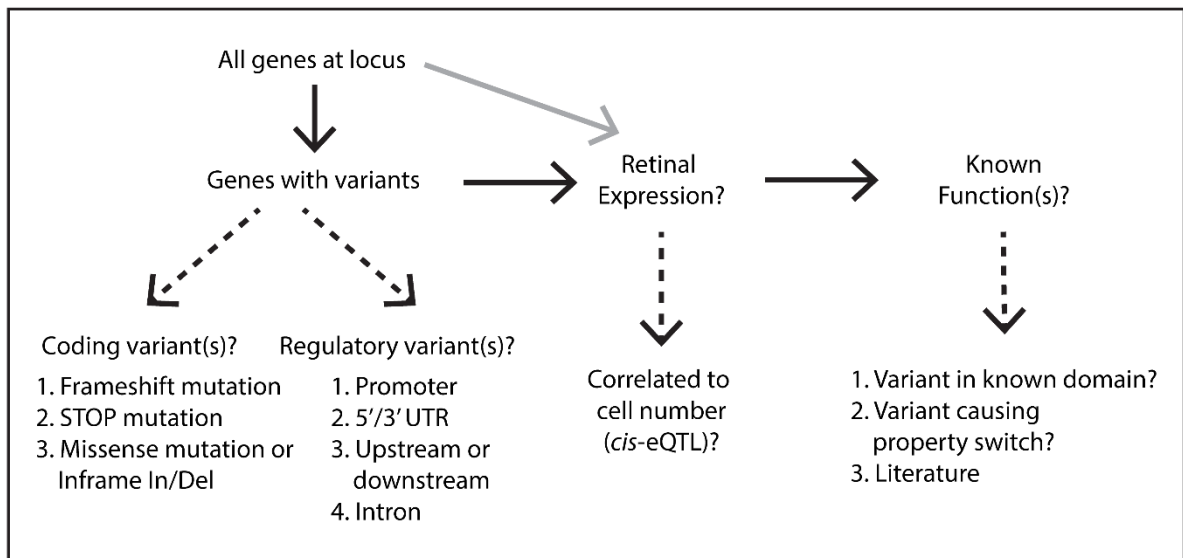 All genes at locus
Genes with variants
Retinal
Expression?
Known
Function(s)?
Coding variant(s)?
1. Frameshift mutation
2. STOP mutation
3. Missense mutation or
Inframe In/Del
Regulatory variant(s)?
1. Promoter
2. 5'/3' UTR
3. Upstream or
downstream
4. Intron
Correlated to
cell number
(cis-eQTL)?
1. Variant in known domain?
2. Variant causing
property switch?
3. Literature